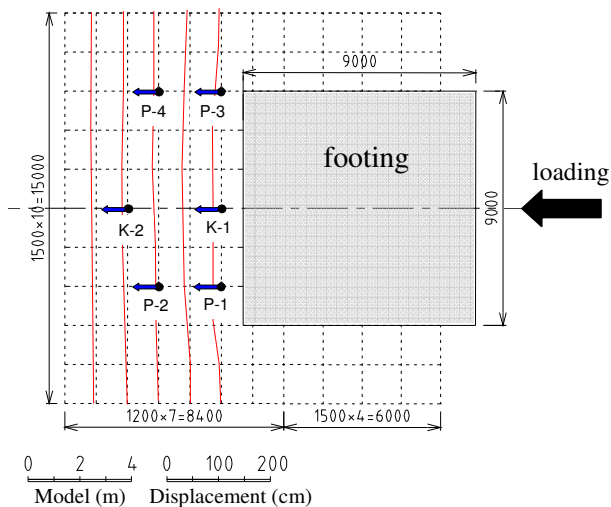 9000
P-4
P-3
footing
loading
1500×10=15000
K-2
K-1
9000
P-2
P-1
1200×7=8400
1500×4=6000
0 2 4
0 100 200
Model (m)
Displacement (cm)